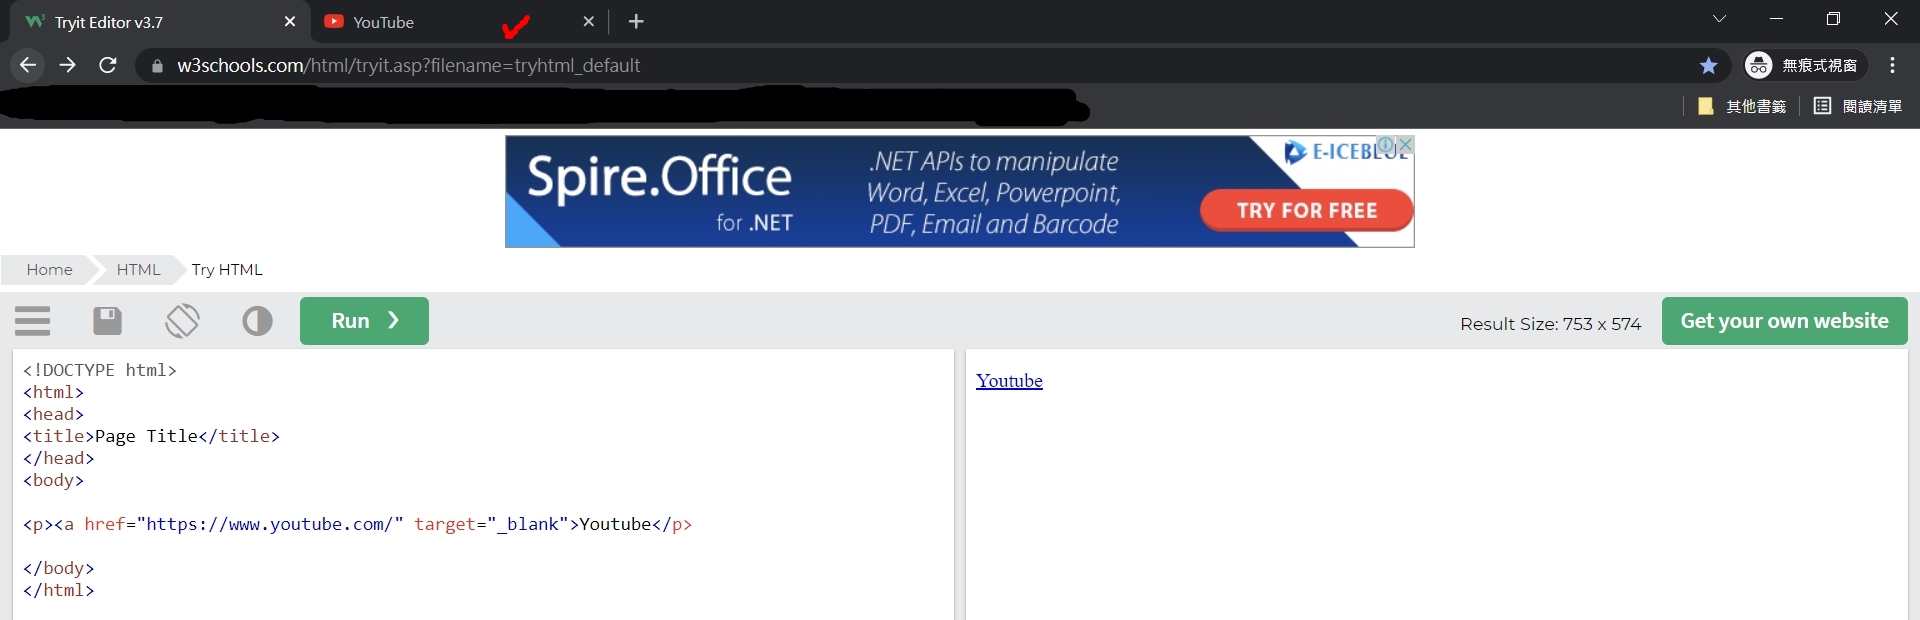 Tryit Editor v3.7
YouTube
w3schools.com/html/tryit.asp?filename=tryhtml_default
無痕式視窗
其他書籤
閱讀清單
Spire.Office
for .NET
.NET APIs to manipulate
Word, Excel, Powerpoint,
PDF, Email and Barcode
E-ICEBLUE
TRY FOR FREE
Home
HTML
Try HTML
Run
Result Size: 753 x 574
Get your own website
<!DOCTYPE html>
<html>
<head>
<title>Page Title</title>
</head>
<body>
<p><a href="https://www.youtube.com/" target="_blank">Youtube</p>
</body>
</html>
Youtube